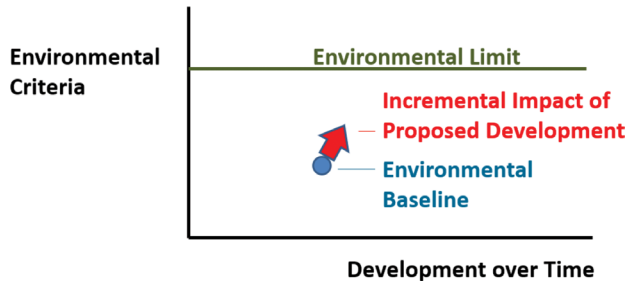 Environmental
Criteria
Environmental Limit
Incremental Impact of
Proposed Development
Environmental
Baseline
Development over Time